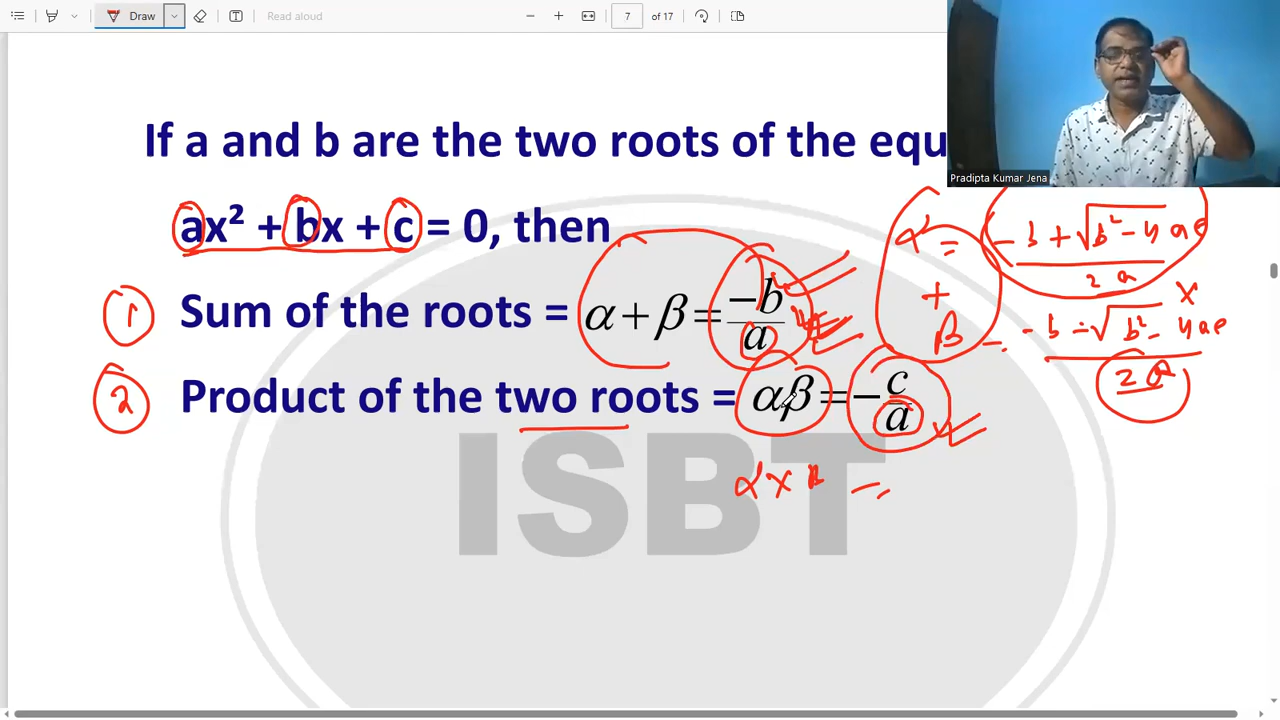 Draw
Read aloud
7 of 17
Pradipta Kumar Jena
If a and b are the two roots of the equ
ax² + bx + c = 0, then
① Sum of the roots = α + β = -b/a
② Product of the two roots = αβ = - c/a
α = -b + √b² - 4ac / 2a
+ x
β = -b - √b² - 4ac / 2a
α x β =
ISBT